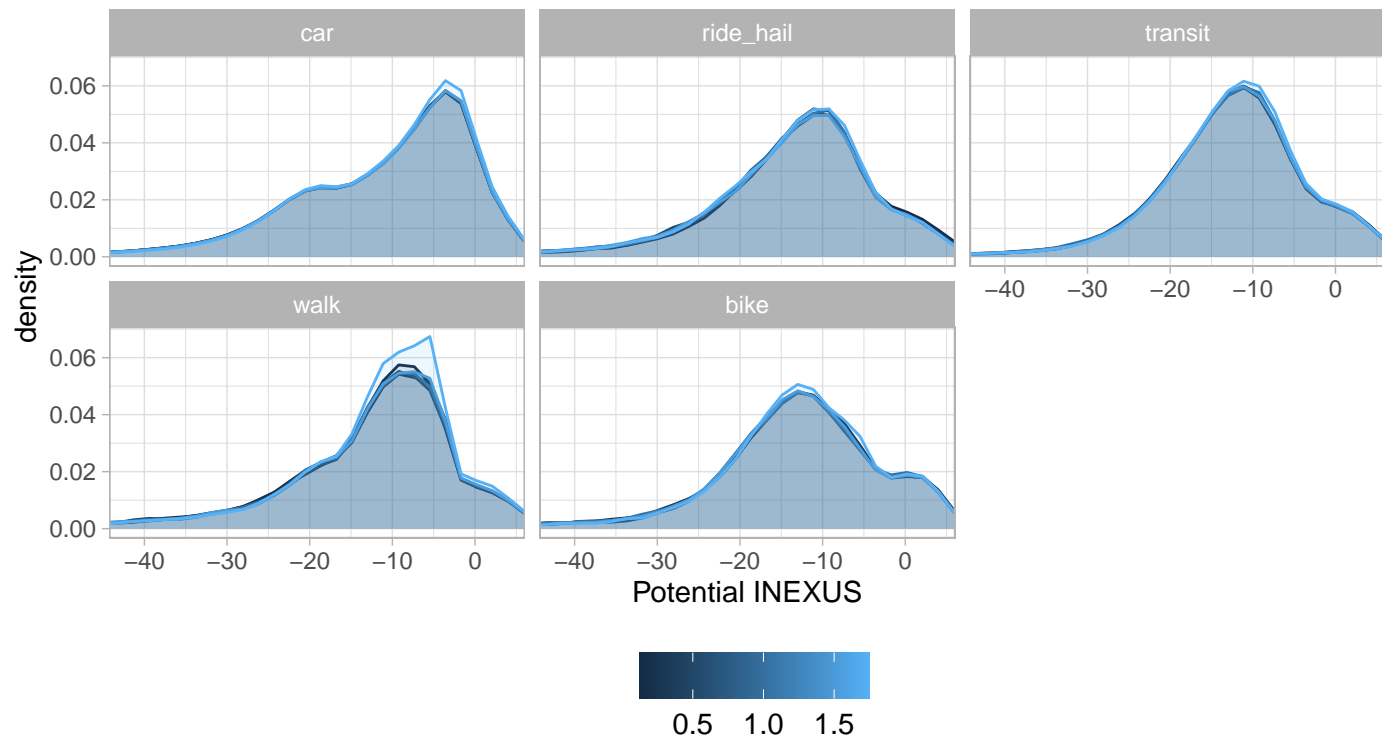 car ride_hail transit
0.06
0.04
0.02
0.00
−40 −30 −20 −10 0
density
walk bike
0.06
0.04
0.02
0.00
−40 −30 −20 −10 0 −40 −30 −20 −10 0
Potential INEXUS
0.5 1.0 1.5